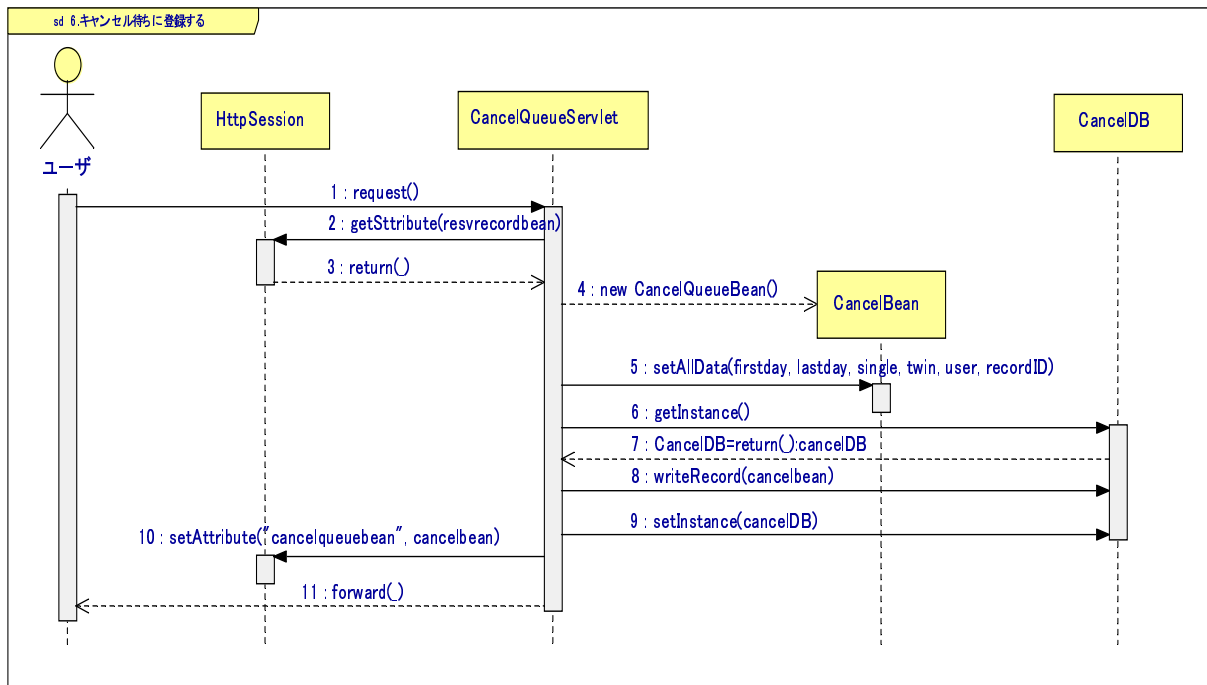 sd 6.キャンセル待ちに登録する
HttpSession
CancelQueueServlet
CancelDB
ユーザ
1 : request()
2 : getSttribute(resvrecordbean)
3 : return()
4 : new CancelQueueBean()
CancelBean
5 : setAllData(firstday, lastday, single, twin, user, recordID)
6 : getInstance()
7 : CancelDB=return():cancelDB
8 : writeRecord(cancelbean)
9 : setInstance(cancelDB)
10 : setAttribute("cancelqueuebean", cancelbean)
11 : forward()